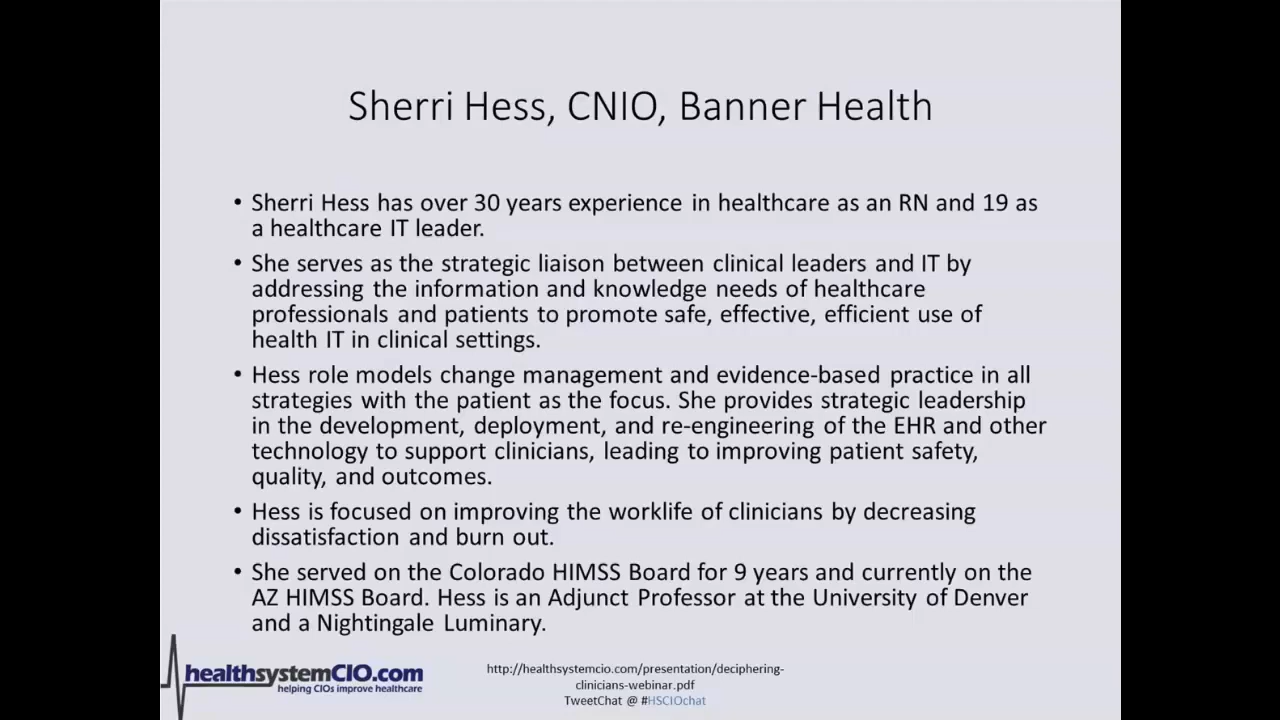 Sherri Hess, CNIO, Banner Health
• Sherri Hess has over 30 years experience in healthcare as an RN and 19 as
a healthcare IT leader.
• She serves as the strategic liaison between clinical leaders and IT by
addressing the information and knowledge needs of healthcare
professionals and patients to promote safe, effective, efficient use of
health IT in clinical settings.
• Hess role models change management and evidence-based practice in all
strategies with the patient as the focus. She provides strategic leadership
in the development, deployment, and re-engineering of the EHR and other
technology to support clinicians, leading to improving patient safety,
quality, and outcomes.
• Hess is focused on improving the worklife of clinicians by decreasing
dissatisfaction and burn out.
• She served on the Colorado HIMSS Board for 9 years and currently on the
AZ HIMSS Board. Hess is an Adjunct Professor at the University of Denver
and a Nightingale Luminary.
healthsystemCIO.com
helping CIOs improve healthcare
http://healthsystemcio.com/presentation/deciphering-
clinicians-webinar.pdf
TweetChat @ #HSCIOchat